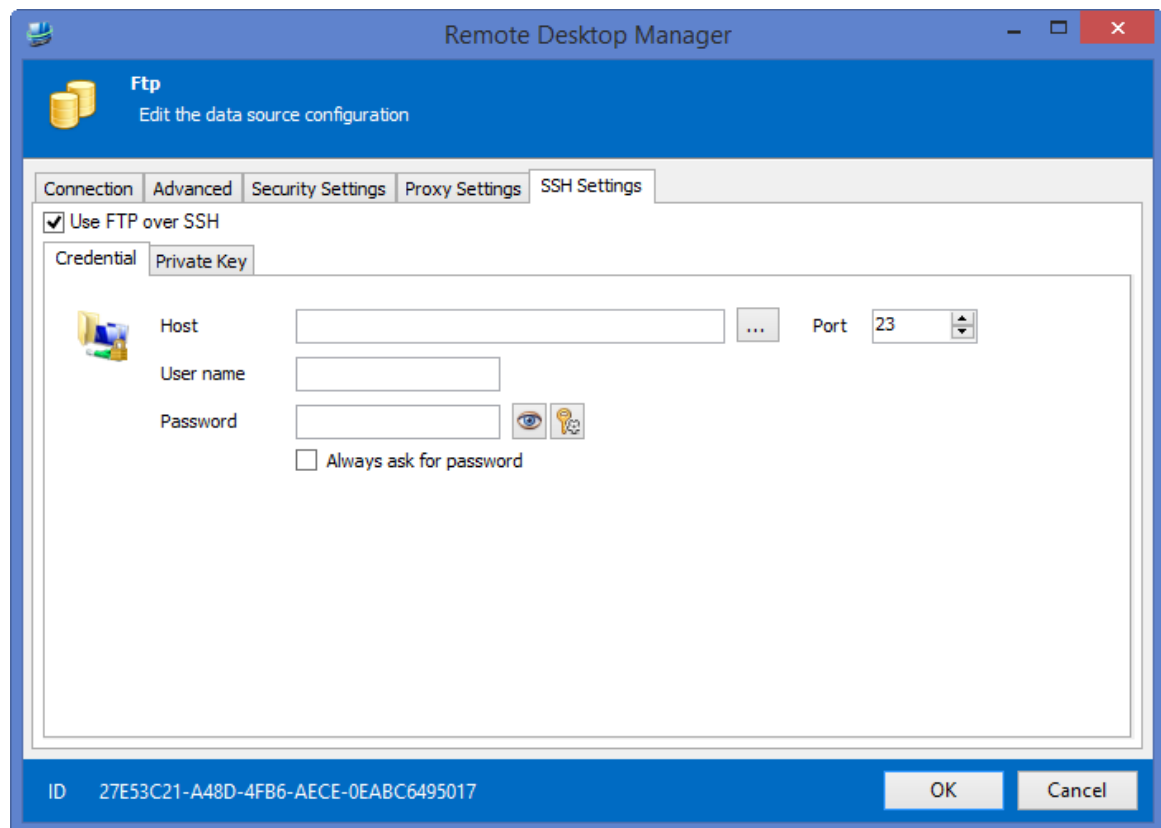 Remote Desktop Manager
Ftp
Edit the data source configuration
Connection Advanced Security Settings Proxy Settings SSH Settings
Use FTP over SSH
Credential Private Key
Host ... Port 23
User name
Password
Always ask for password
ID 27E53C21-A48D-4FB6-AECE-0EABC6495017 OK Cancel